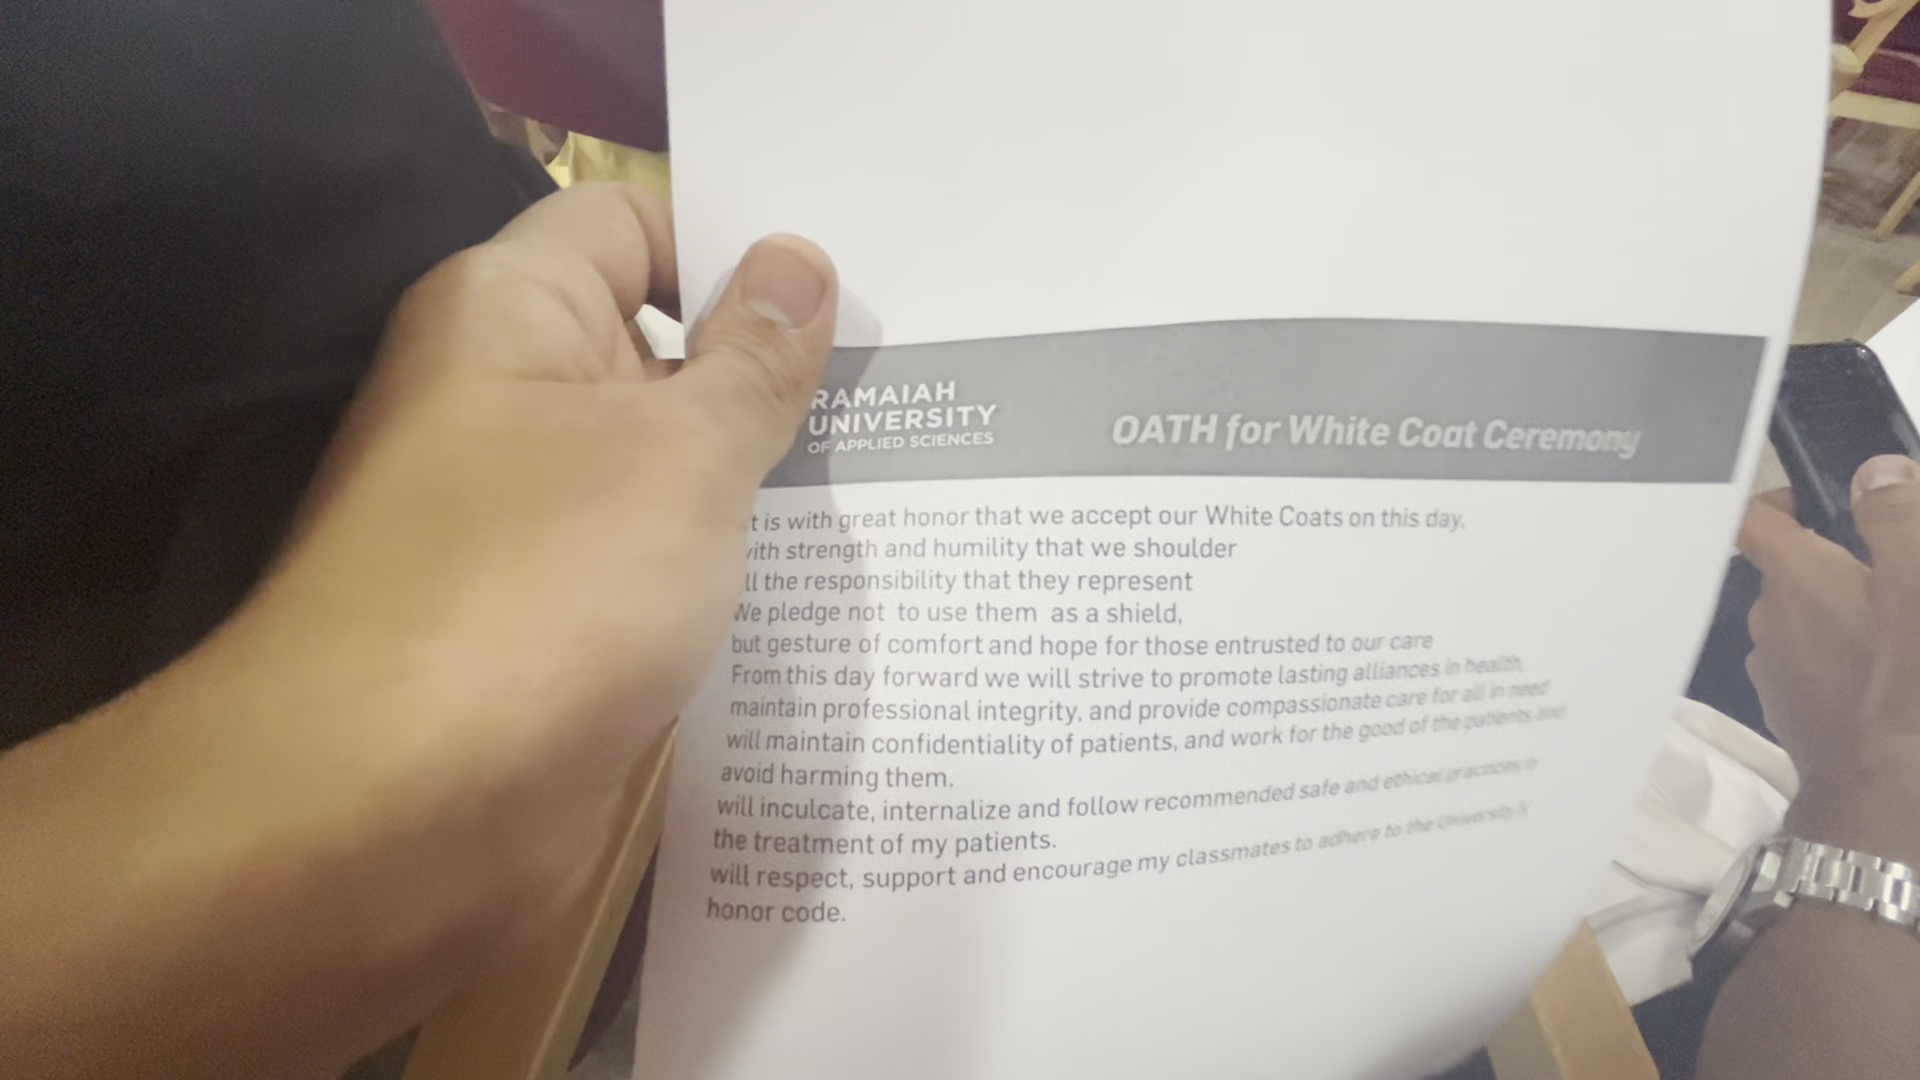 RAMAIAH
UNIVERSITY
OF APPLIED SCIENCES
OATH for White Coat Ceremony
t is with great honor that we accept our White Coats on this day,
ith strength and humility that we shoulder
ll the responsibility that they represent
We pledge not to use them as a shield,
but gesture of comfort and hope for those entrusted to our care
From this day forward we will strive to promote lasting alliances in health,
maintain professional integrity, and provide compassionate care for all in need
will maintain confidentiality of patients, and work for the good of the patients and
avoid harming them.
will inculcate, internalize and follow recommended safe and ethical practices in
the treatment of my patients.
will respect, support and encourage my classmates to adhere to the University's
honor code.